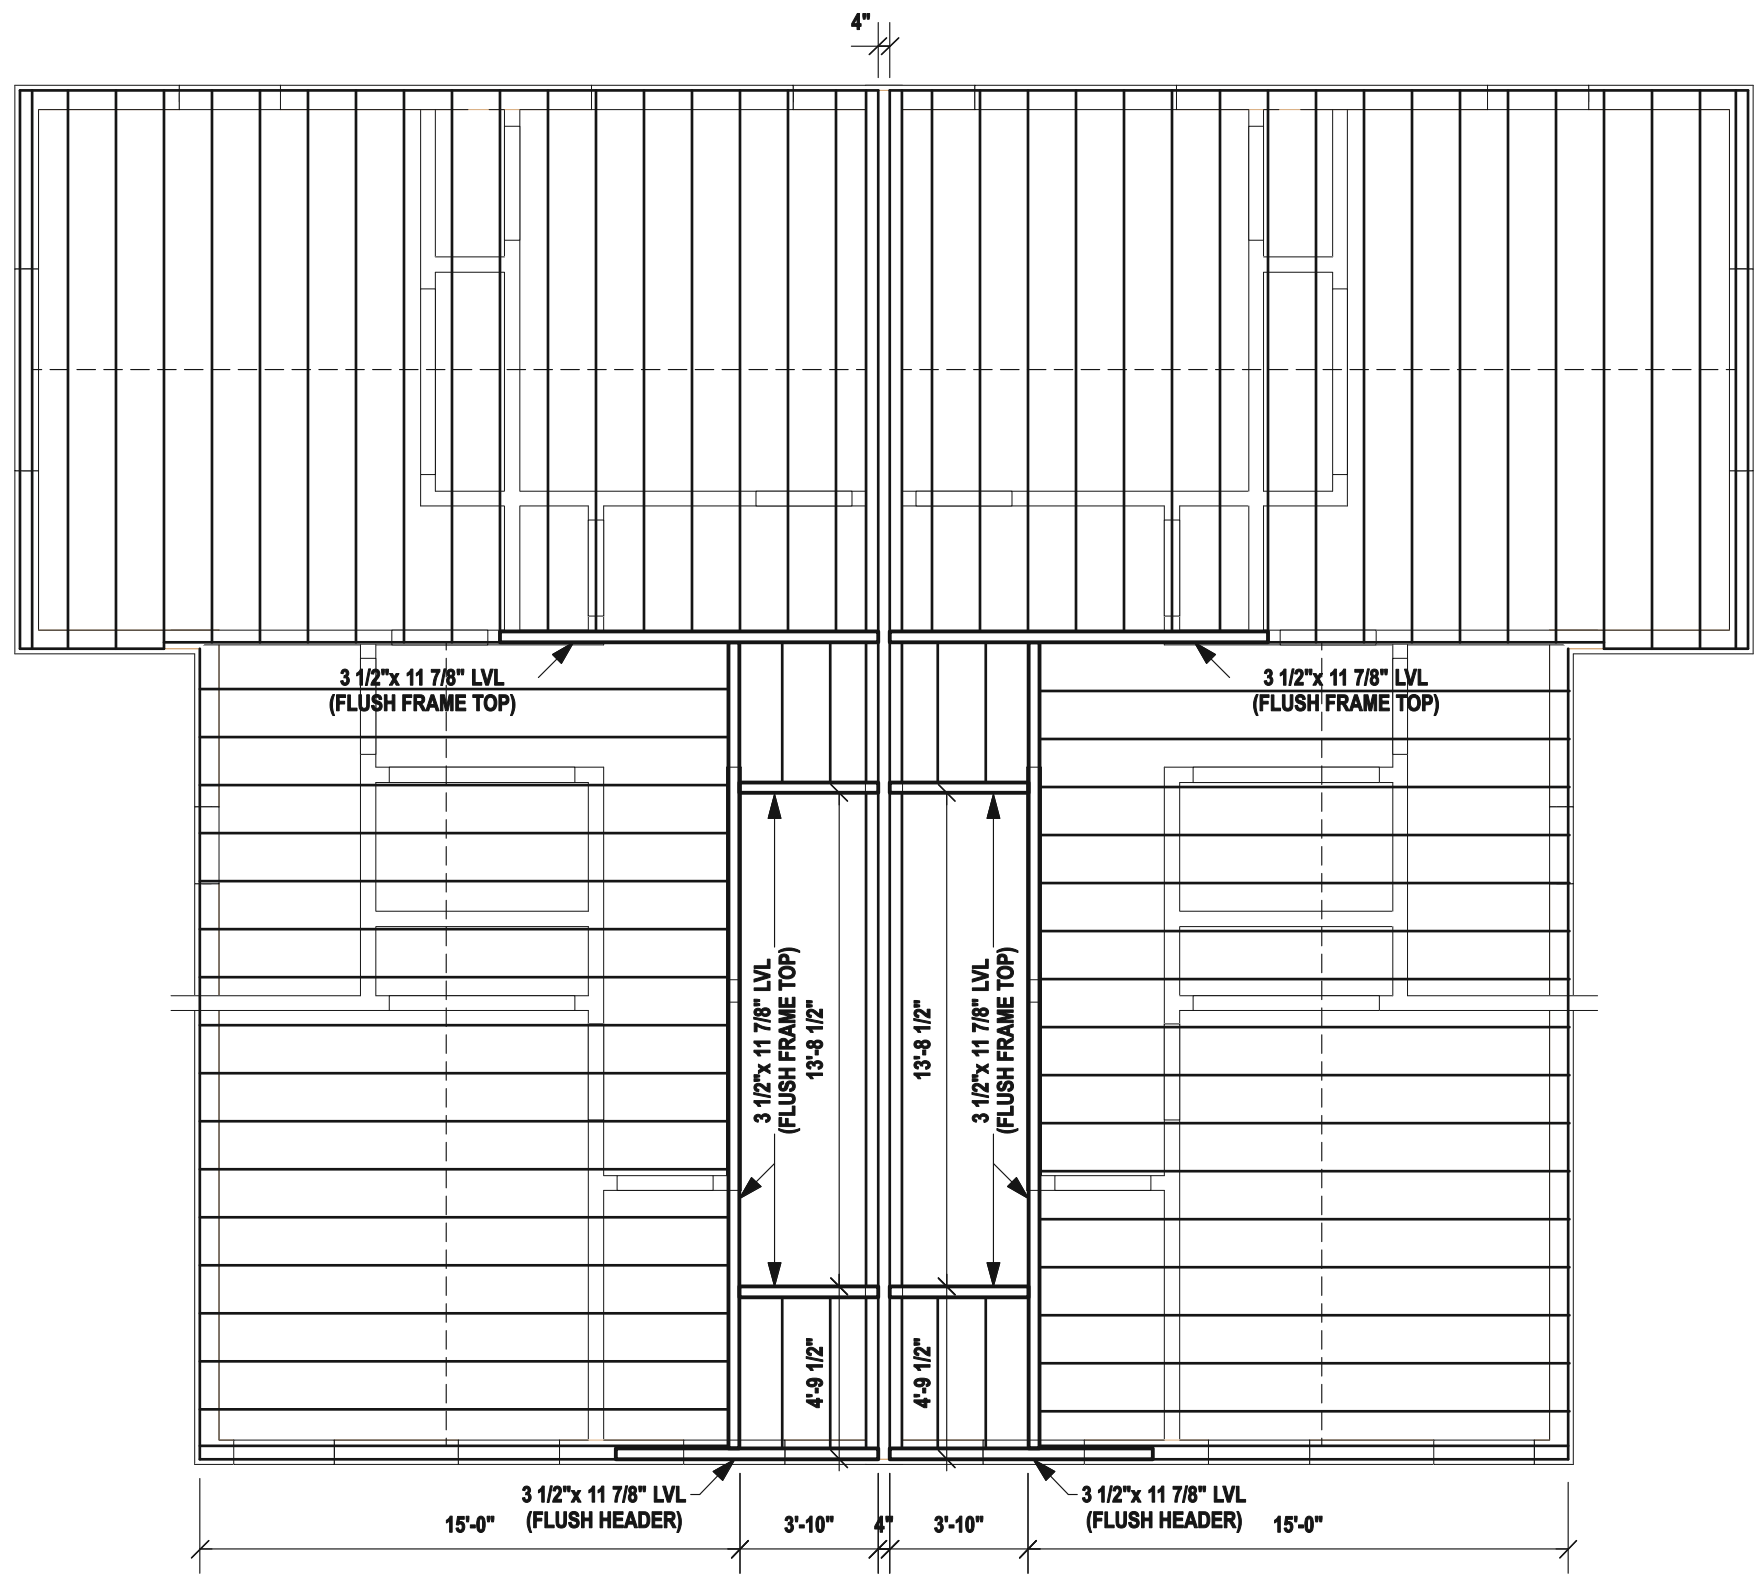 4"
3 1/2"x 11 7/8" LVL
(FLUSH FRAME TOP)
3 1/2"x 11 7/8" LVL
(FLUSH FRAME TOP)
3 1/2"x 11 7/8" LVL
(FLUSH FRAME TOP)
13'-8 1/2"
13'-8 1/2"
3 1/2"x 11 7/8" LVL
(FLUSH FRAME TOP)
4'-9 1/2"
4'-9 1/2"
3 1/2"x 11 7/8" LVL
(FLUSH HEADER)
3 1/2"x 11 7/8" LVL
(FLUSH HEADER)
15'-0"
3'-10"
4"
3'-10"
15'-0"